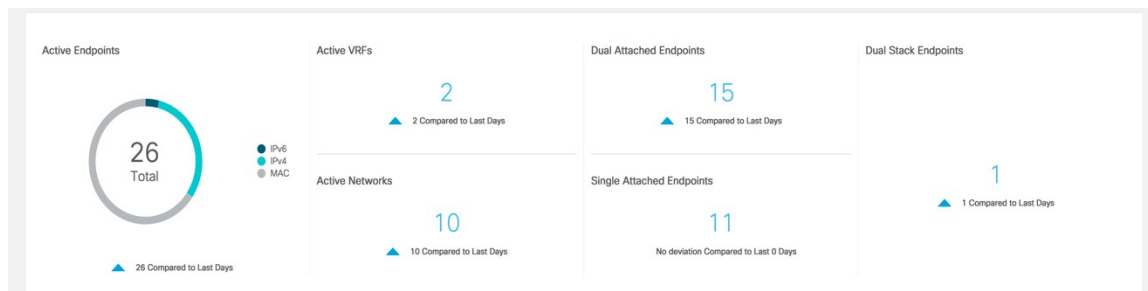 Active Endpoints
26
Total
IPv6
IPv4
MAC
26 Compared to Last Days
Active VRFs
2
2 Compared to Last Days
Active Networks
10
10 Compared to Last Days
Dual Attached Endpoints
15
15 Compared to Last Days
Single Attached Endpoints
11
No deviation Compared to Last 0 Days
Dual Stack Endpoints
1
1 Compared to Last Days